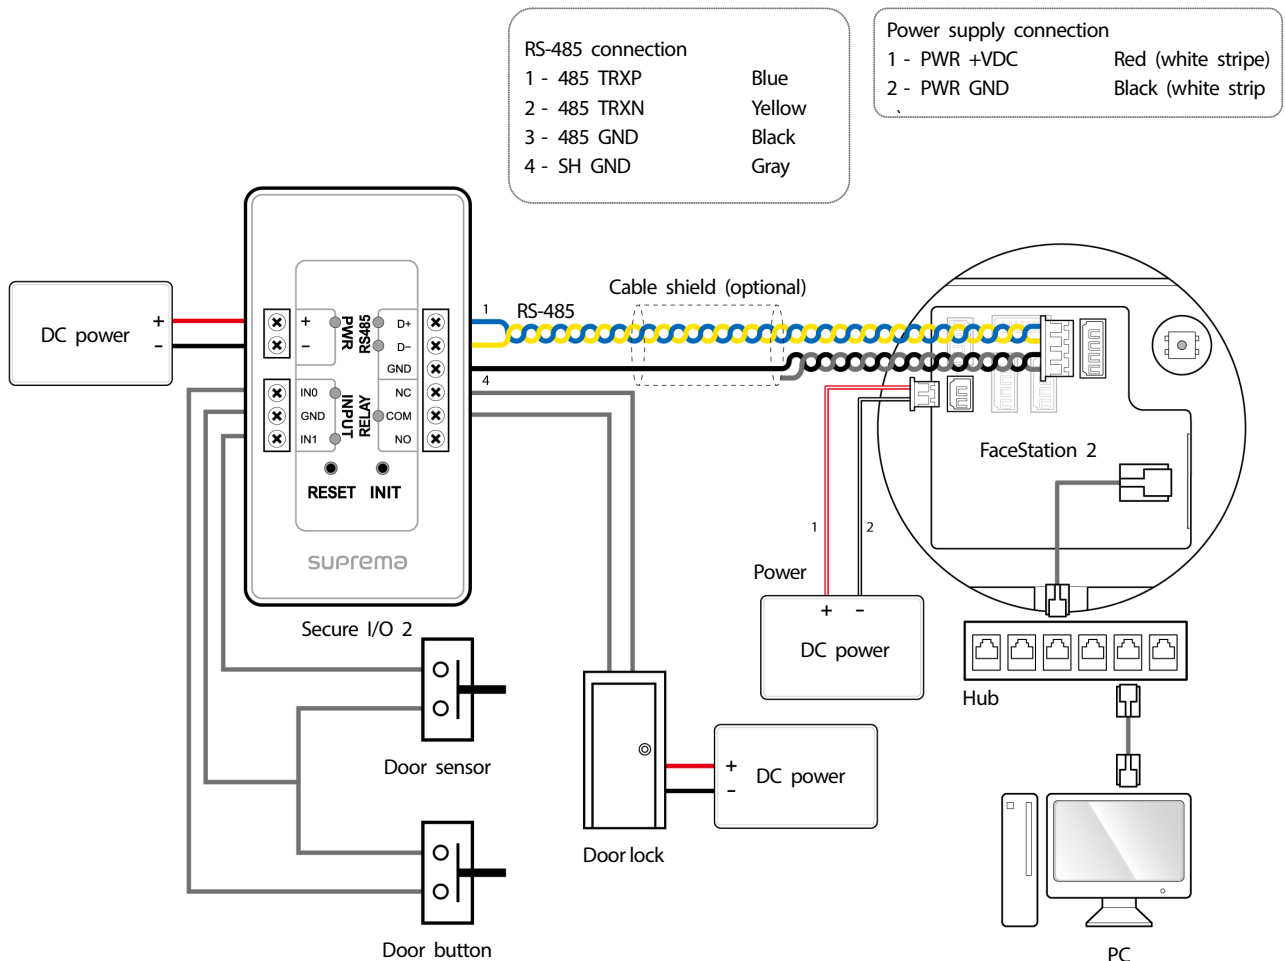 RS-485 connection
1 - 485 TRXP Blue
2 - 485 TRXN Yellow
3 - 485 GND Black
4 - SH GND Gray
Power supply connection
1 - PWR +VDC Red (white stripe)
2 - PWR GND Black (white strip
DC power
+
−
+
−
PWR
RS485
D+
D−
GND
IN0
GND
IN1
INPUT
RELAY
NC
COM
NO
RESET INIT
suprema
Secure I/O 2
1
4
RS-485
Cable shield (optional)
FaceStation 2
1
2
Power
+ −
DC power
Hub
Door sensor
Door button
Door lock
+
−
DC power
PC